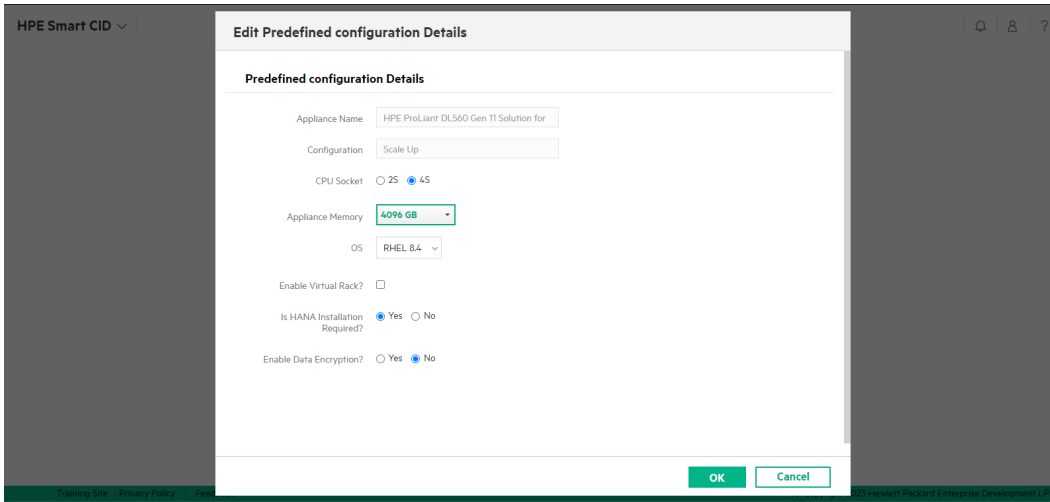 HPE Smart CID
Edit Predefined configuration Details
?
Predefined configuration Details
Appliance Name HPE ProLiant DL560 Gen 11 Solution for
Configuration Scale Up
CPU Socket 2S 4S
Appliance Memory 4096 GB
OS RHEL 8.4
Enable Virtual Rack?
Is HANA Installation Yes No
Required?
Enable Data Encryption? Yes No
OK Cancel
Training Site Privacy Policy 23 Hewlett Packard Enterprise Development LP